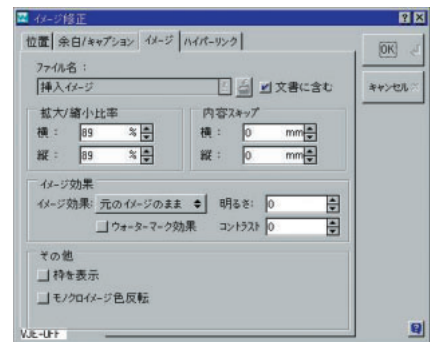 イメージ修正
位置 余白/キャプション イメージ ハイパーリンク
OK
キャンセル
ファイル名：
挿入イメージ 文書に含む
拡大/縮小比率 内容スキップ
横： 89 % 横： 0 mm
縦： 89 % 縦： 0 mm
イメージ効果
イメージ効果: 元のイメージのまま 明るさ: 0
ウォーターマーク効果 コントラスト 0
その他
枠を表示
モノクロイメージ色反転
VJE-OFF